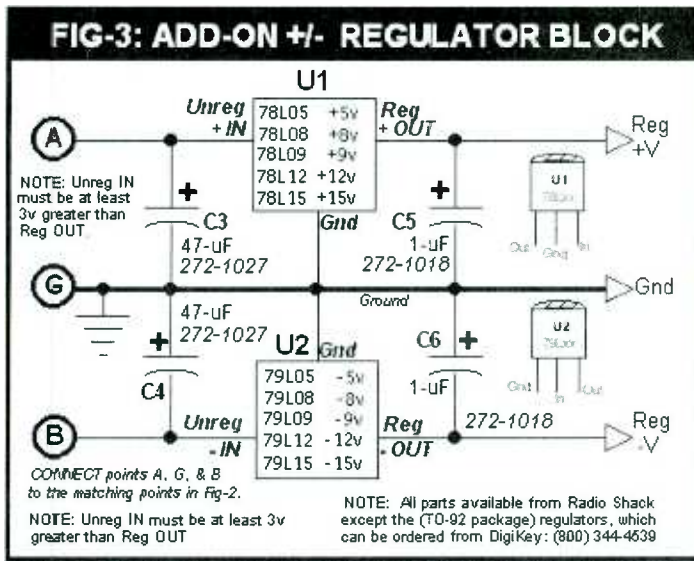 FIG-3: ADD-ON +/- REGULATOR BLOCK
U1
Unreg
+ IN
78L05 +5v
78L08 +8v
78L09 +9v
78L12 +12v
78L15 +15v
Reg
+ OUT
Gnd
A
Reg
+V
NOTE: Unreg IN
must be at least
3v greater than
Reg OUT
+
C3
47-uF
272-1027
+
C5
1-uF
272-1018
U1
Out Gnd In
G
Ground
Gnd
47-uF
272-1027
+
C4
U2
Gnd
79L05 -5v
79L08 -8v
79L09 -9v
79L12 -12v
79L15 -15v
Unreg
- IN
Reg
- OUT
C6 +
1-uF
272-1018
U2
Gnd In Out
B
Reg
-V
CONNECT points A, G, & B
to the matching points in Fig-2.
NOTE: Unreg IN must be at least 3v
greater than Reg OUT
NOTE: All parts available from Radio Shack
except the (TO-92 package) regulators, which
can be ordered from DigiKey: (800) 344-4539